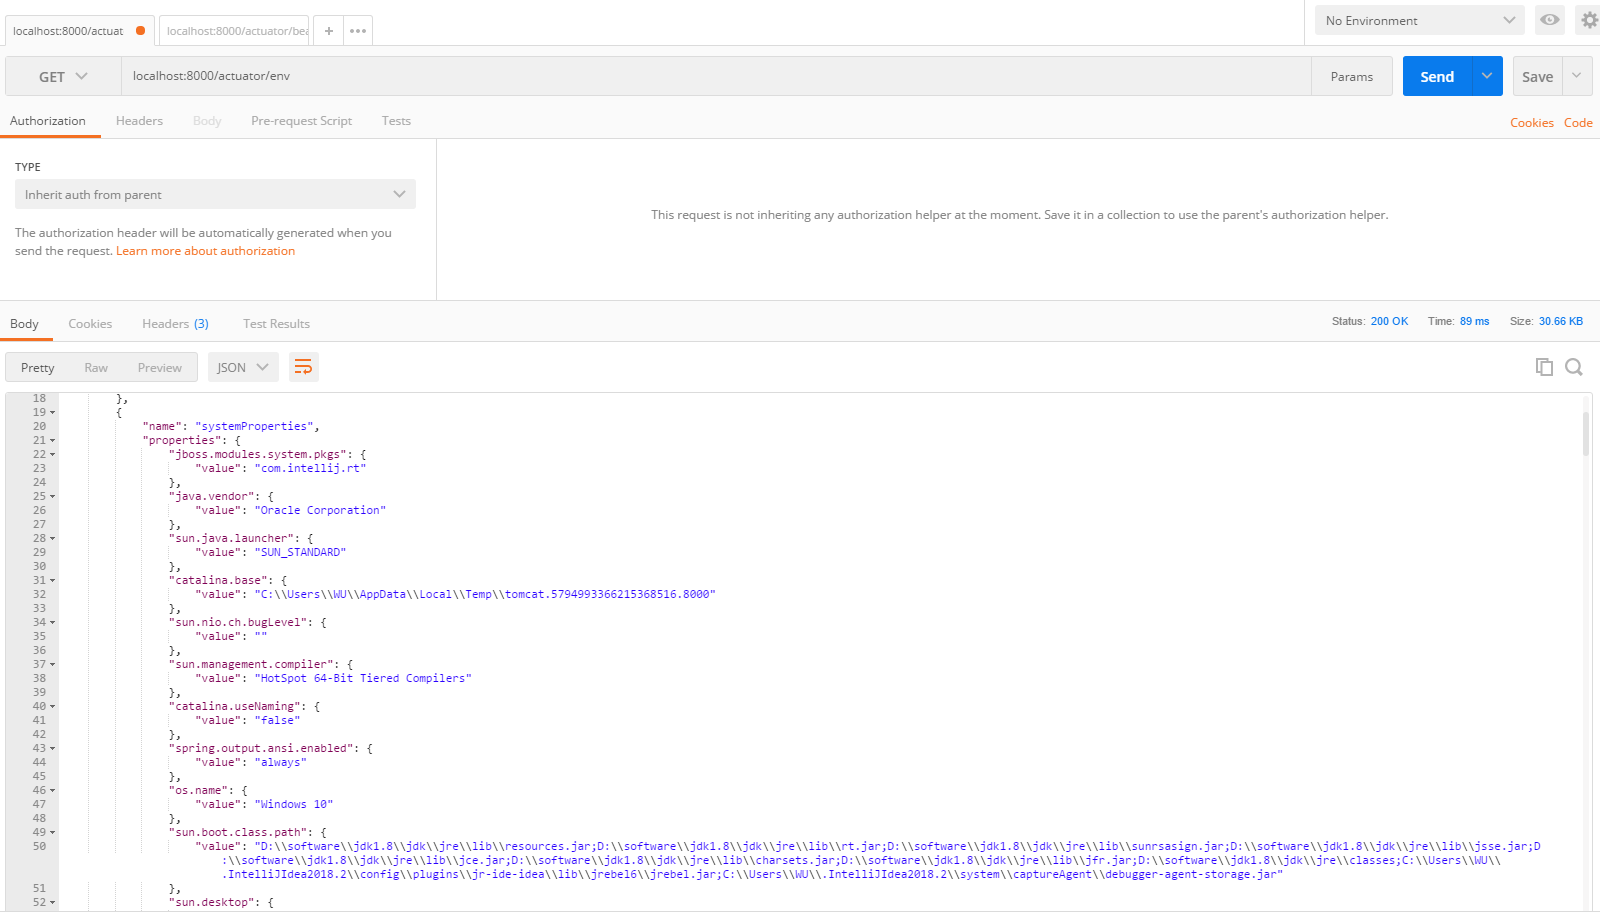 localhost:8000/actuat
localhost:8000/actuator/bea
+
•••
No Environment
GET
localhost:8000/actuator/env
Params
Send
Save
Authorization
Headers
Body
Pre-request Script
Tests
Cookies
Code
TYPE
Inherit auth from parent
The authorization header will be automatically generated when you
send the request. Learn more about authorization
This request is not inheriting any authorization helper at the moment. Save it in a collection to use the parent's authorization helper.
Body
Cookies
Headers (3)
Test Results
Status: 200 OK
Time: 89 ms
Size: 30.66 KB
Pretty
Raw
Preview
JSON
18 },
19 {
20 "name": "systemProperties",
21 "properties": {
22 "jboss.modules.system.pkgs": {
23 "value": "com.intellij.rt"
24 },
25 "java.vendor": {
26 "value": "Oracle Corporation"
27 },
28 "sun.java.launcher": {
29 "value": "SUN_STANDARD"
30 },
31 "catalina.base": {
32 "value": "C:\\Users\\WU\\AppData\\Local\\Temp\\tomcat.5794993366215368516.8000"
33 },
34 "sun.nio.ch.bugLevel": {
35 "value": ""
36 },
37 "sun.management.compiler": {
38 "value": "HotSpot 64-Bit Tiered Compilers"
39 },
40 "catalina.useNaming": {
41 "value": "false"
42 },
43 "spring.output.ansi.enabled": {
44 "value": "always"
45 },
46 "os.name": {
47 "value": "Windows 10"
48 },
49 "sun.boot.class.path": {
50 "value": "D:\\software\\jdk1.8\\jdk\\jre\\lib\\resources.jar;D:\\software\\jdk1.8\\jdk\\jre\\lib\\rt.jar;D:\\software\\jdk1.8\\jdk\\jre\\lib\\sunrsasign.jar;D:\\software\\jdk1.8\\jdk\\jre\\lib\\jsse.jar;D
:\\software\\jdk1.8\\jdk\\jre\\lib\\jce.jar;D:\\software\\jdk1.8\\jdk\\jre\\lib\\charsets.jar;D:\\software\\jdk1.8\\jdk\\jre\\lib\\jfr.jar;D:\\software\\jdk1.8\\jdk\\jre\\classes;C:\\Users\\WU\\
.IntelliJIdea2018.2\\config\\plugins\\jr-ide-idea\\lib\\jrebel6\\jrebel.jar;C:\\Users\\WU\\.IntelliJIdea2018.2\\system\\captureAgent\\debugger-agent-storage.jar"
51 },
52 "sun.desktop": {